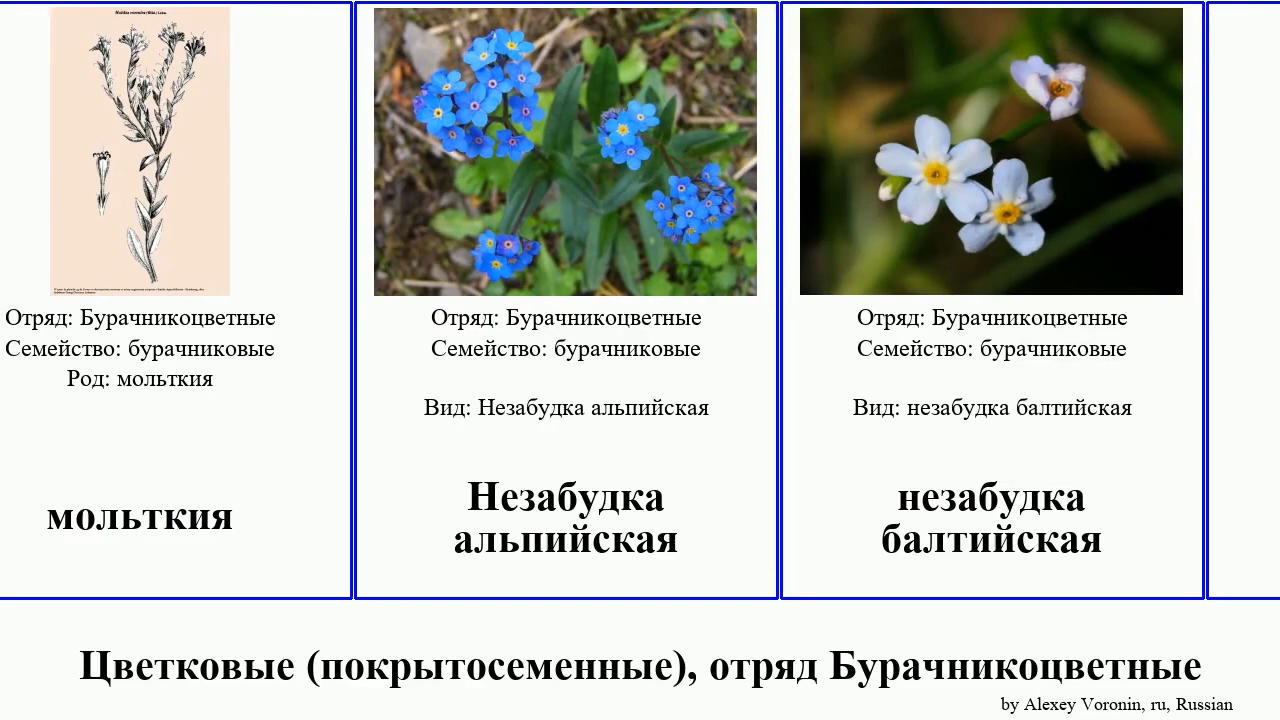 Отряд: Бурачникоцветные
Семейство: бурачниковые
Род: мольткия
мольткия
Отряд: Бурачникоцветные
Семейство: бурачниковые
Вид: Незабудка альпийская
Незабудка
альпийская
Отряд: Бурачникоцветные
Семейство: бурачниковые
Вид: незабудка балтийская
незабудка
балтийская
Цветковые (покрытосеменные), отряд Бурачникоцветные
by Alexey Voronin, ru, Russian